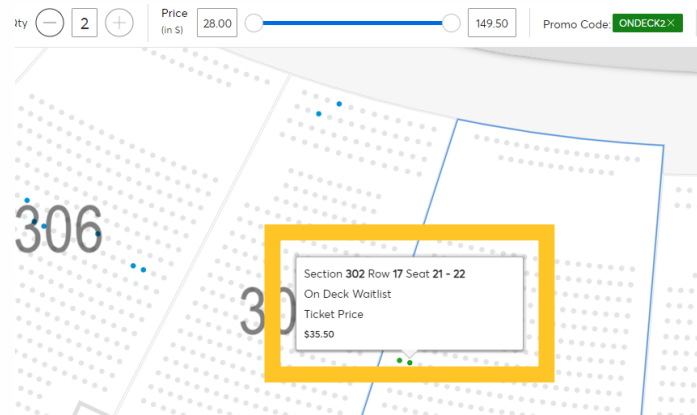 Price
(in $)
2
28.00
149.50
Promo Code: ONDECK2
306
Section 302 Row 17 Seat 21 - 22
On Deck Waitlist
Ticket Price
$35.50
30